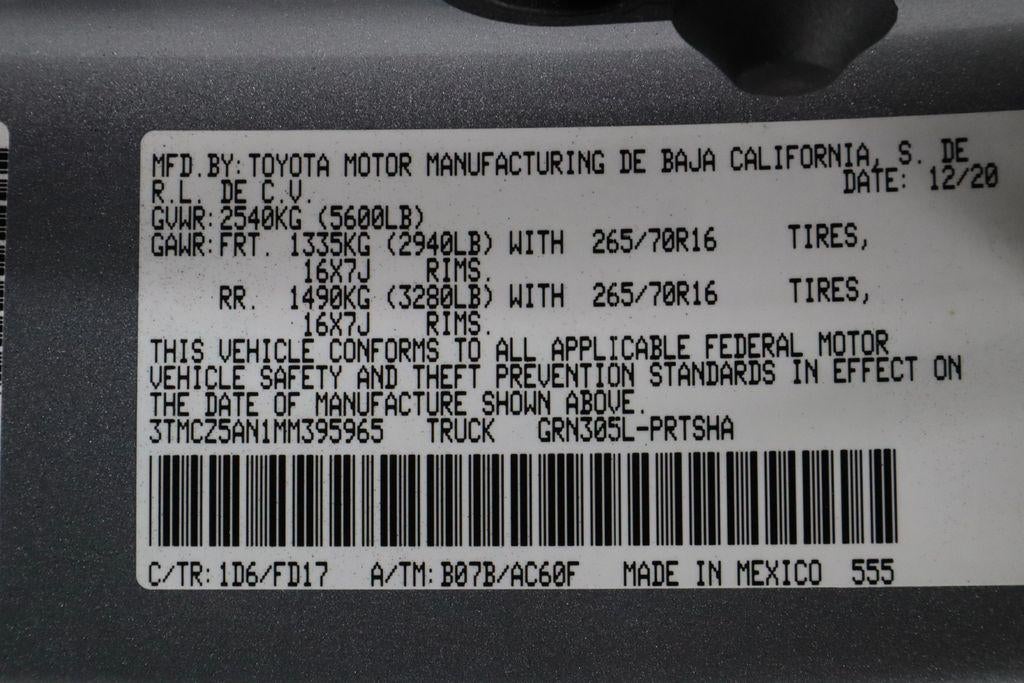 MFD.BY: TOYOTA MOTOR MANUFACTURING DE BAJA CALIFORNIA, S. DE
R.L. DE C.V. DATE: 12/20
GVWR: 2540KG (5600LB)
GAWR: FRT. 1335KG (2940LB) WITH 265/70R16 TIRES,
16X7J RIMS.
RR. 1490KG (3280LB) WITH 265/70R16 TIRES,
16X7J RIMS.
THIS VEHICLE CONFORMS TO ALL APPLICABLE FEDERAL MOTOR
VEHICLE SAFETY AND THEFT PREVENTION STANDARDS IN EFFECT ON
THE DATE OF MANUFACTURE SHOWN ABOVE.
3TMCZ5AN1MM395965 TRUCK GRN305L-PRTSHA
C/TR: 1D6/FD17 A/TM: B07B/AC60F MADE IN MEXICO 555